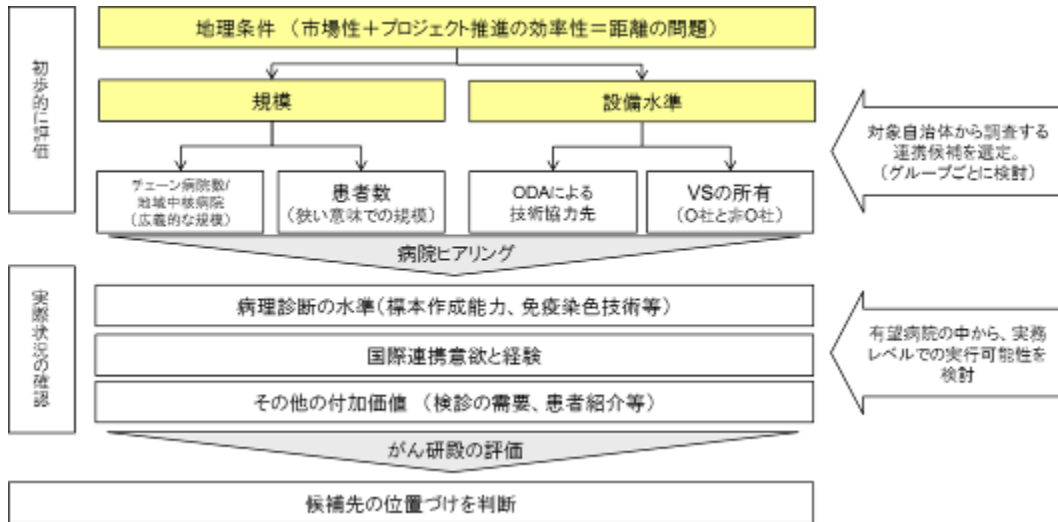 地理条件 （市場性＋プロジェクト推進の効率性＝距離の問題）
初歩的に評価
規模
設備水準
チェーン病院数/
地域中核病院
（広義的な規模）
患者数
（狭い意味での規模）
ODAによる
技術協力先
VSの所有
（O社と非O社）
対象自治体から調査する
連携候補を選定。
（グループごとに検討）
病院ヒアリング
実際状況の確認
病理診断の水準（標本作成能力、免疫染色技術等）
国際連携意欲と経験
その他の付加価値 （検診の需要、患者紹介等）
有望病院の中から、実務
レベルでの実行可能性を
検討
がん研殿の評価
候補先の位置づけを判断